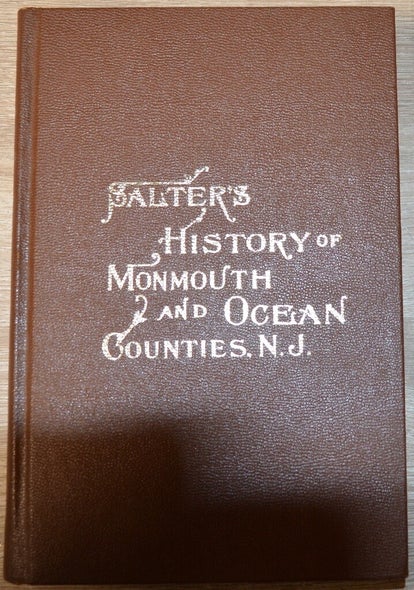 SALTER'S
HISTORY OF
MONMOUTH
AND OCEAN
COUNTIES, N.J.